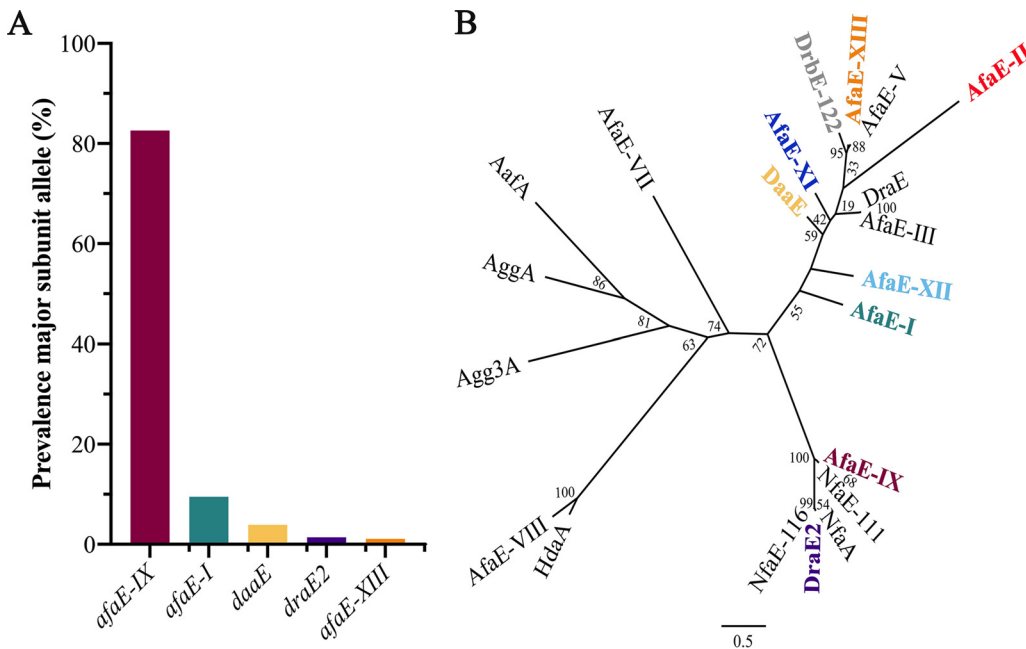 A
Prevalence major subunit allele (%)
100
80
60
40
20
0
afaE-IX
afaE-I
daaE
draE2
afaE-XIII
B
DrbE-122
AfaE-XIII
AfaE-V
AfaE-II
95
88
33
AfaE-XI
DaaE
DraE
19
100
42
AfaE-III
59
AfaE-XII
AfaE-I
55
AfaE-VII
AafA
AggA
86
81
Agg3A
63
74
72
100
AfaE-VIII
HdaA
100
AfaE-IX
68
NfaE-111
99
54
NfaA
NfaE-116
DraE2
0.5